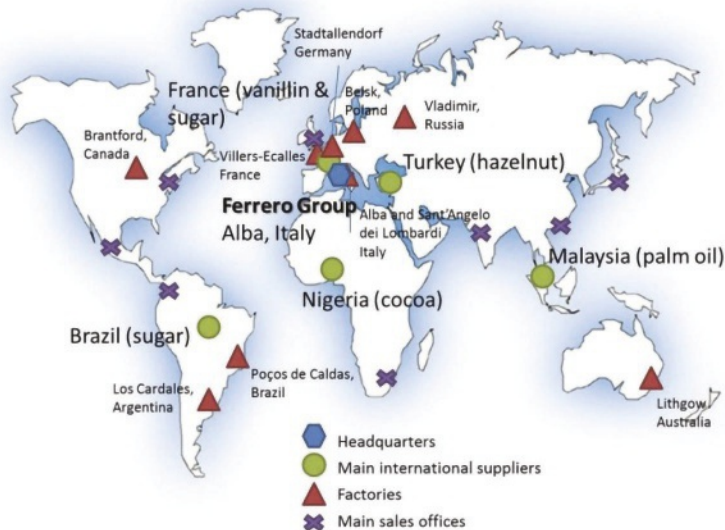 Stadtallendorf
Germany
France (vanillin &
sugar)
Belsk,
Poland
Vladimir,
Russia
Brantford,
Canada
Villers-Ecalles
France
Turkey (hazelnut)
Ferrero Group
Alba, Italy
Alba and Sant'Angelo
dei Lombardi
Italy
Malaysia (palm oil)
Nigeria (cocoa)
Brazil (sugar)
Poços de Caldas,
Brazil
Los Cardales,
Argentina
Lithgow
Australia
Headquarters
Main international suppliers
Factories
Main sales offices